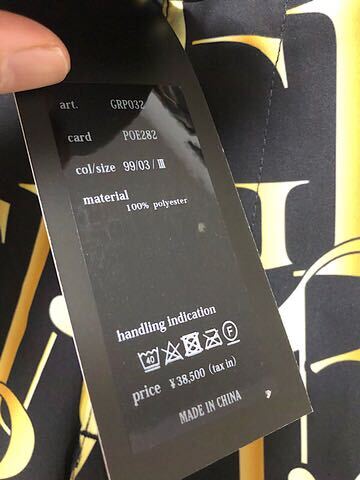 art. GRP032
card POE282
col/size 99/03/Ⅲ
material
100% polyester
handling indication
40 F
price ¥38,500 (tax in)
MADE IN CHINA